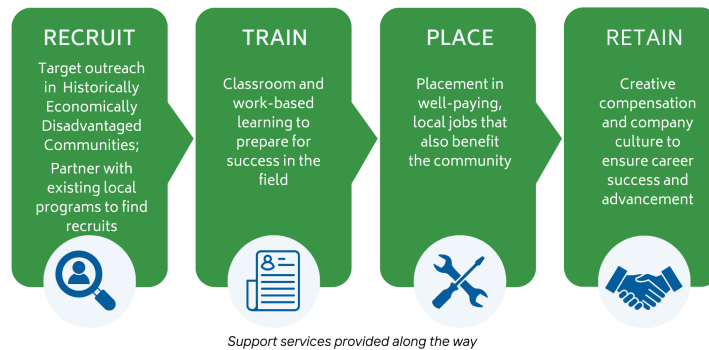 RECRUIT
Target outreach
in Historically
Economically
Disadvantaged
Communities;
Partner with
existing local
programs to find
recruits
TRAIN
Classroom and
work-based
learning to
prepare for
success in the
field
PLACE
Placement in
well-paying,
local jobs that
also benefit
the community
RETAIN
Creative
compensation
and company
culture to
ensure career
success and
advancement
Support services provided along the way